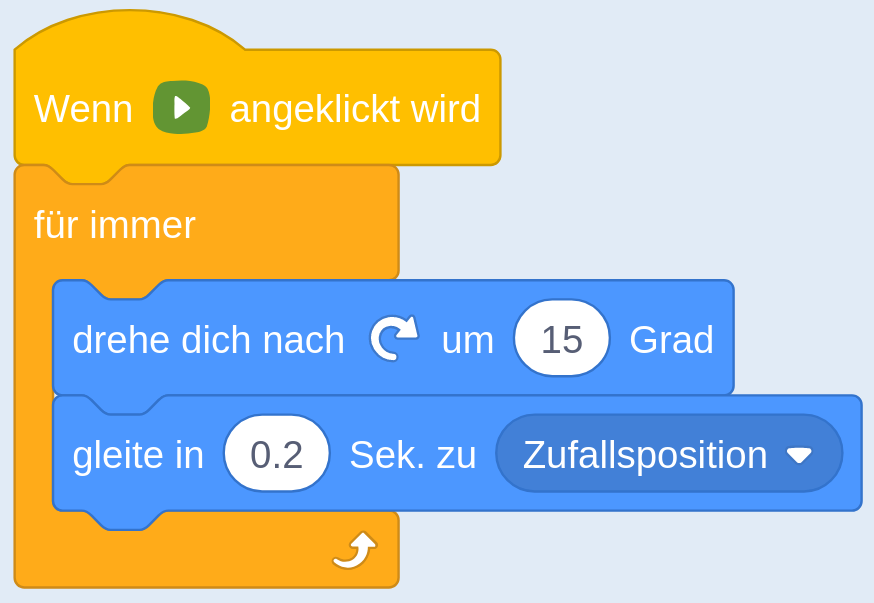 Wenn angeklickt wird
für immer
drehe dich nach um 15 Grad
gleite in 0.2 Sek. zu Zufallsposition